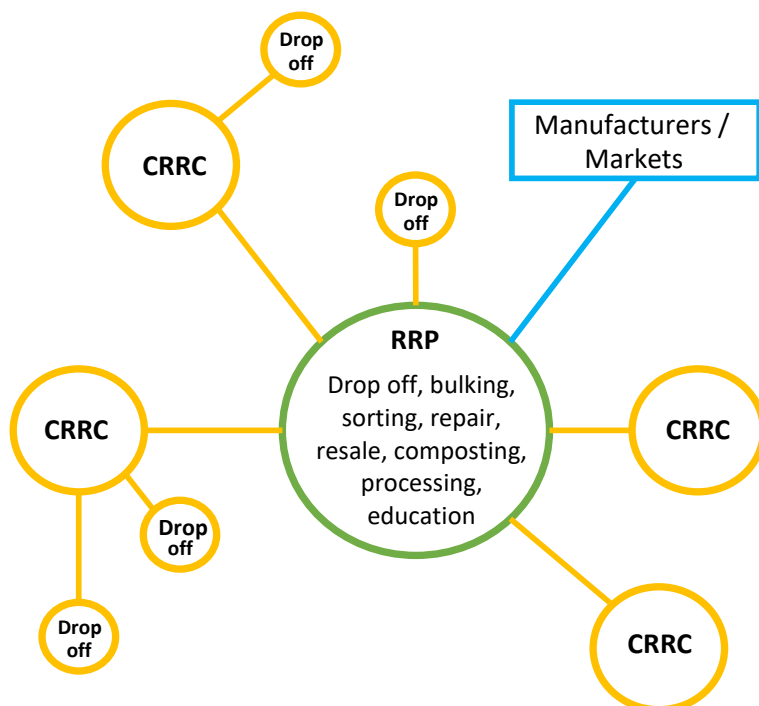 Drop
off
CRRC
Manufacturers /
Markets
Drop
off
RRP
Drop off, bulking,
sorting, repair,
resale, composting,
processing,
education
CRRC
CRRC
Drop
off
Drop
off
CRRC